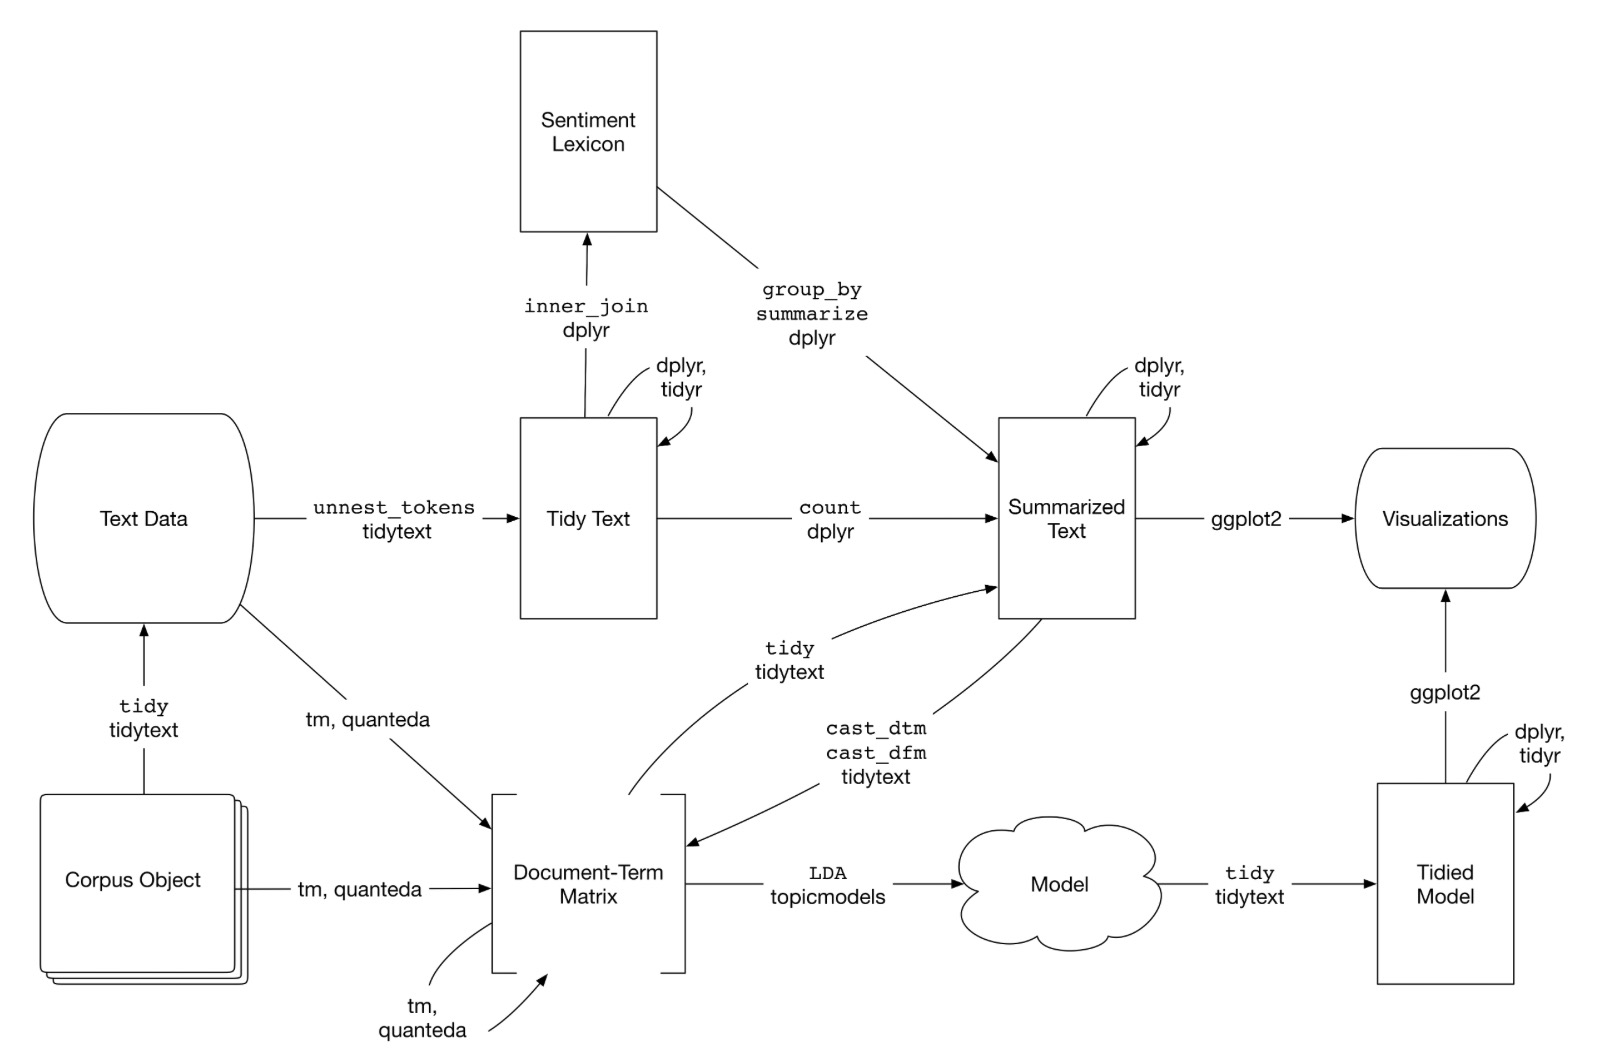 Sentiment
Lexicon
group_by
summarize
dplyr
inner_join
dplyr
dplyr,
tidyr
dplyr,
tidyr
Text Data
unnest_tokens
tidytext
Tidy Text
count
dplyr
Summarized
Text
ggplot2
Visualizations
tidy
tidytext
tm, quanteda
tidy
tidytext
cast_dtm
cast_dfm
tidytext
ggplot2
dplyr,
tidyr
Corpus Object
tm, quanteda
Document-Term
Matrix
LDA
topicmodels
Model
tidy
tidytext
Tidied
Model
tm,
quanteda